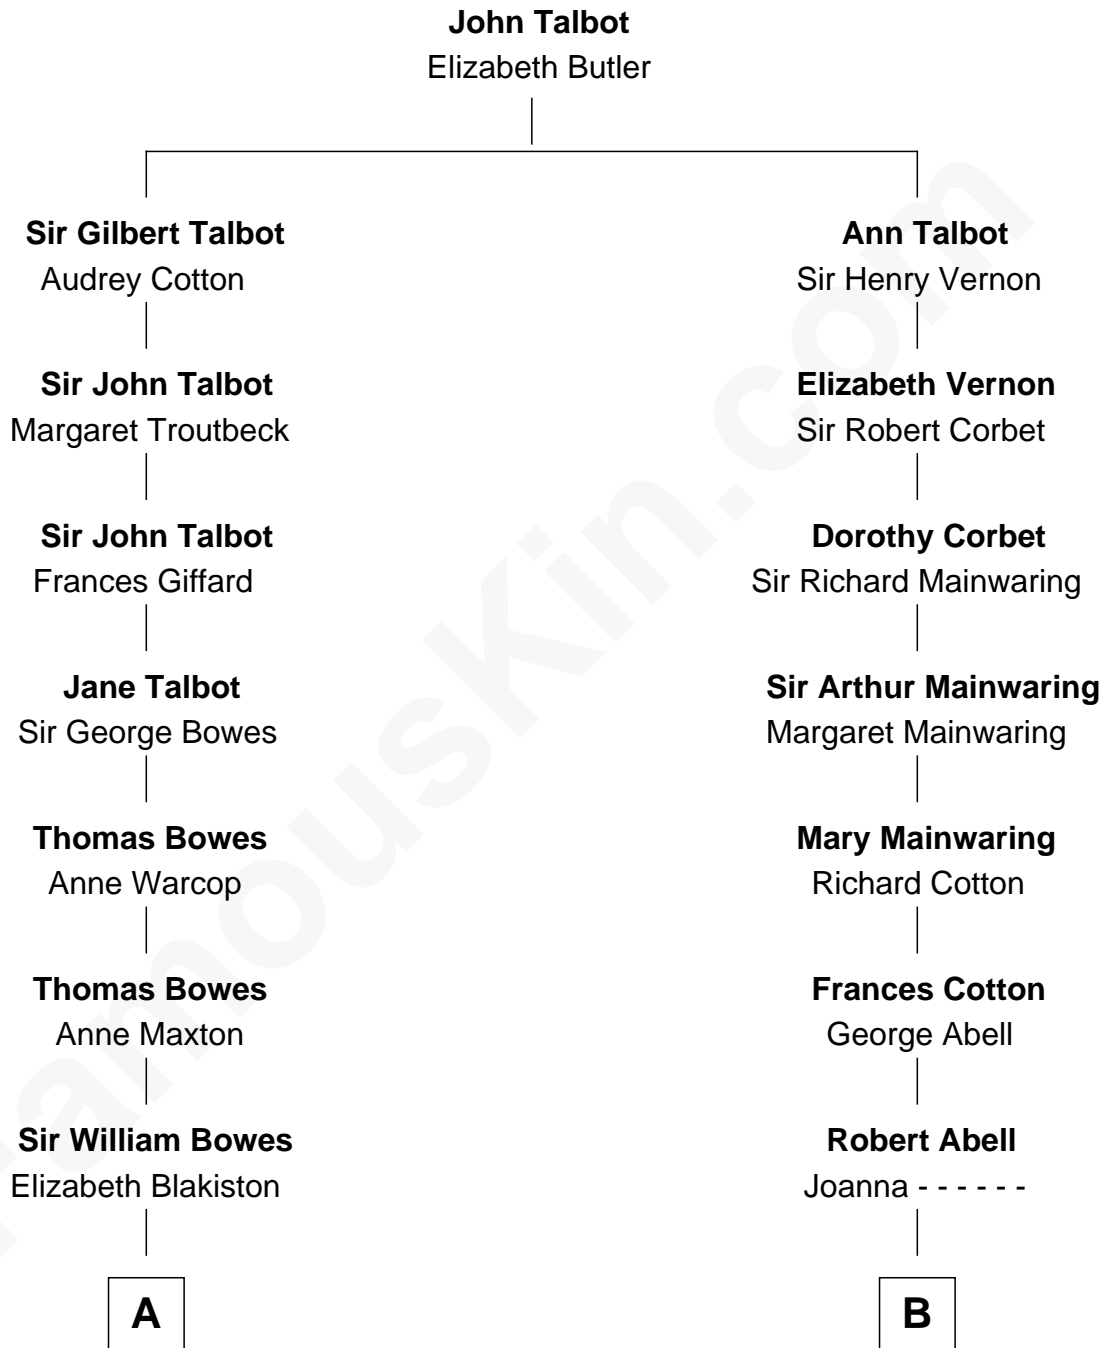 John Talbot
Elizabeth Butler
Sir Gilbert Talbot
Audrey Cotton
Ann Talbot
Sir Henry Vernon
Sir John Talbot
Margaret Troutbeck
Elizabeth Vernon
Sir Robert Corbet
Sir John Talbot
Frances Giffard
Dorothy Corbet
Sir Richard Mainwaring
Jane Talbot
Sir George Bowes
Sir Arthur Mainwaring
Margaret Mainwaring
Thomas Bowes
Anne Warcop
Mary Mainwaring
Richard Cotton
Thomas Bowes
Anne Maxton
Frances Cotton
George Abell
Sir William Bowes
Elizabeth Blakiston
Robert Abell
Joanna - - - - - -
A
B
FamousKin.com